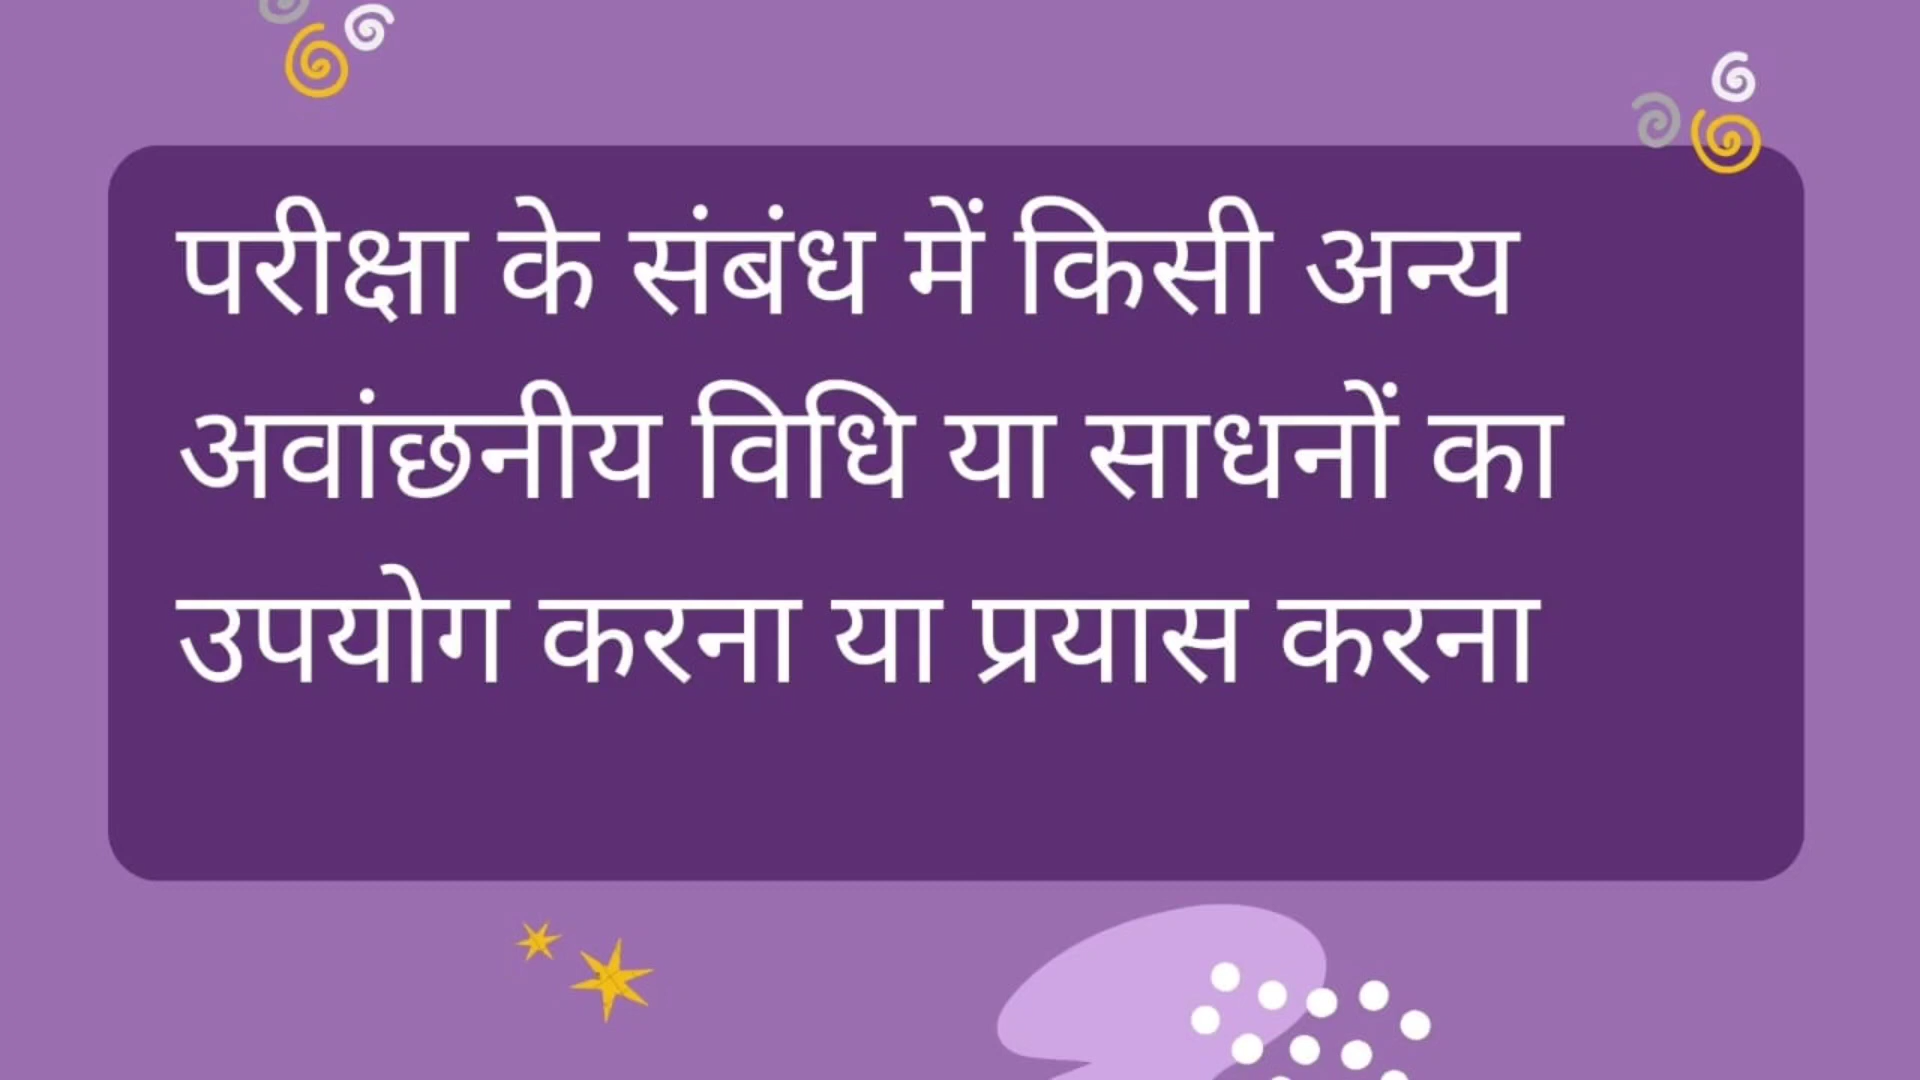 परीक्षा के संबंध में किसी अन्य
अवांछनीय विधि या साधनों का
उपयोग करना या प्रयास करना